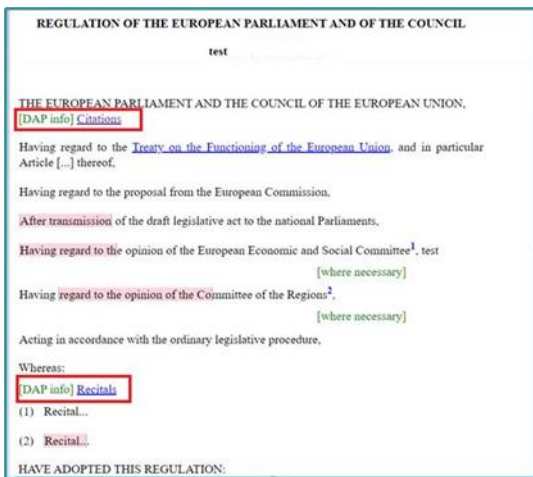 REGULATION OF THE EUROPEAN PARLIAMENT AND OF THE COUNCIL
test
THE EUROPEAN PARLIAMENT AND THE COUNCIL OF THE EUROPEAN UNION,
[DAP info] Citations
Having regard to the Treaty on the Functioning of the European Union, and in particular
Article [...] thereof,
Having regard to the proposal from the European Commission,
After transmission of the draft legislative act to the national Parliaments,
Having regard to the opinion of the European Economic and Social Committee1, test
[where necessary]
Having regard to the opinion of the Committee of the Regions2,
[where necessary]
Acting in accordance with the ordinary legislative procedure,
Whereas:
[DAP info] Recitals
(1) Recital...
(2) Recital...
HAVE ADOPTED THIS REGULATION: